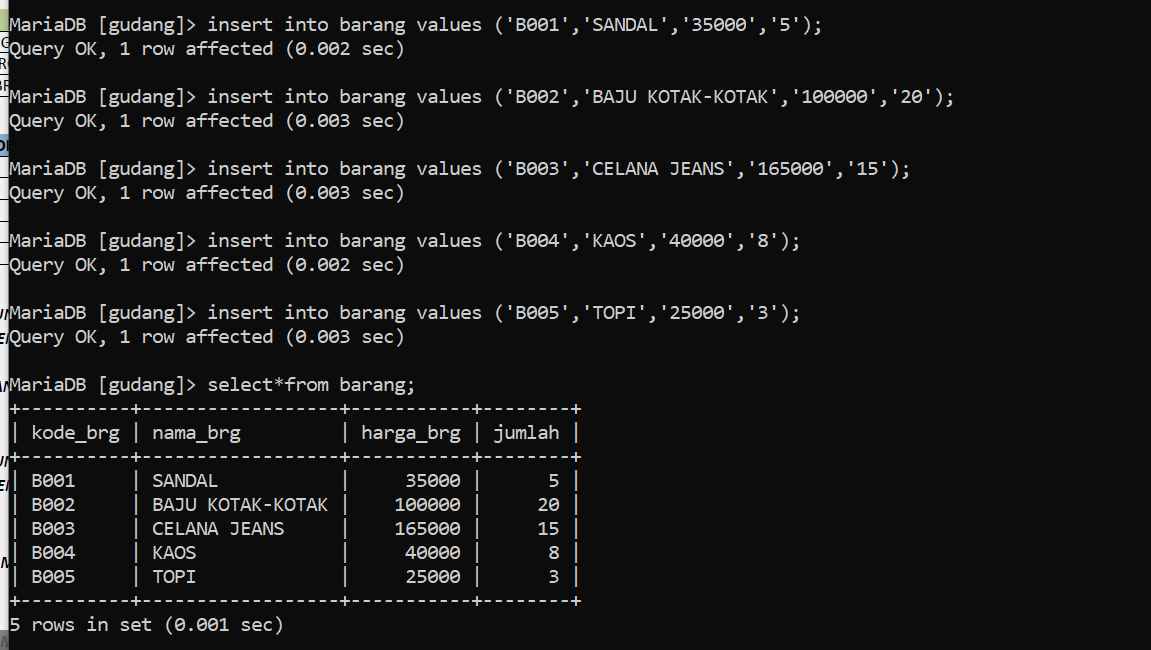 MariaDB [gudang]> insert into barang values ('B001','SANDAL','35000','5');
Query OK, 1 row affected (0.002 sec)
MariaDB [gudang]> insert into barang values ('B002','BAJU KOTAK-KOTAK','100000','20');
Query OK, 1 row affected (0.003 sec)
MariaDB [gudang]> insert into barang values ('B003','CELANA JEANS','165000','15');
Query OK, 1 row affected (0.003 sec)
MariaDB [gudang]> insert into barang values ('B004','KAOS','40000','8');
Query OK, 1 row affected (0.002 sec)
MariaDB [gudang]> insert into barang values ('B005','TOPI','25000','3');
Query OK, 1 row affected (0.003 sec)
MariaDB [gudang]> select*from barang;
+----------+------------------+-----------+--------+
| kode_brg | nama_brg         | harga_brg | jumlah |
+----------+------------------+-----------+--------+
| B001     | SANDAL           |     35000 |      5 |
| B002     | BAJU KOTAK-KOTAK |    100000 |     20 |
| B003     | CELANA JEANS     |    165000 |     15 |
| B004     | KAOS             |     40000 |      8 |
| B005     | TOPI             |     25000 |      3 |
+----------+------------------+-----------+--------+
5 rows in set (0.001 sec)